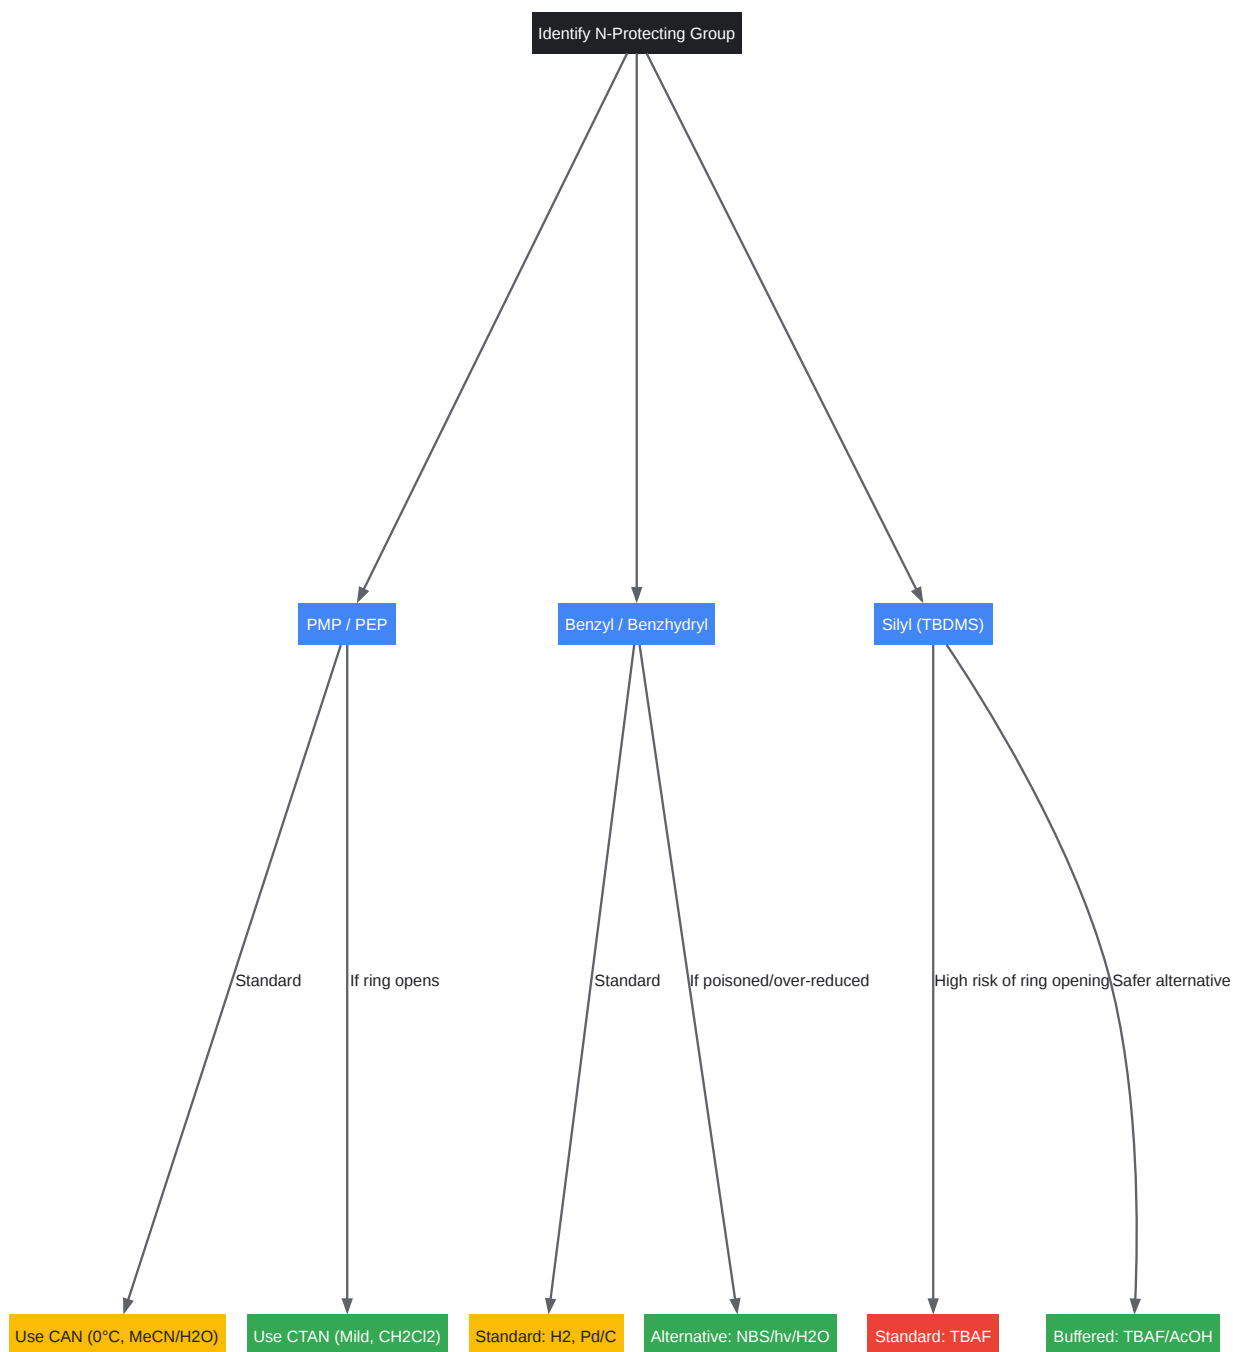 Identify N-Protecting Group
PMP / PEP
Benzyl / Benzhydryl
Silyl (TBDMS)
Standard
If ring opens
Standard
If poisoned/over-reduced
High risk of ring opening
Safer alternative
Use CAN (0°C, MeCN/H2O)
Use CTAN (Mild, CH2Cl2)
Standard: H2, Pd/C
Alternative: NBS/hv/H2O
Standard: TBAF
Buffered: TBAF/AcOH